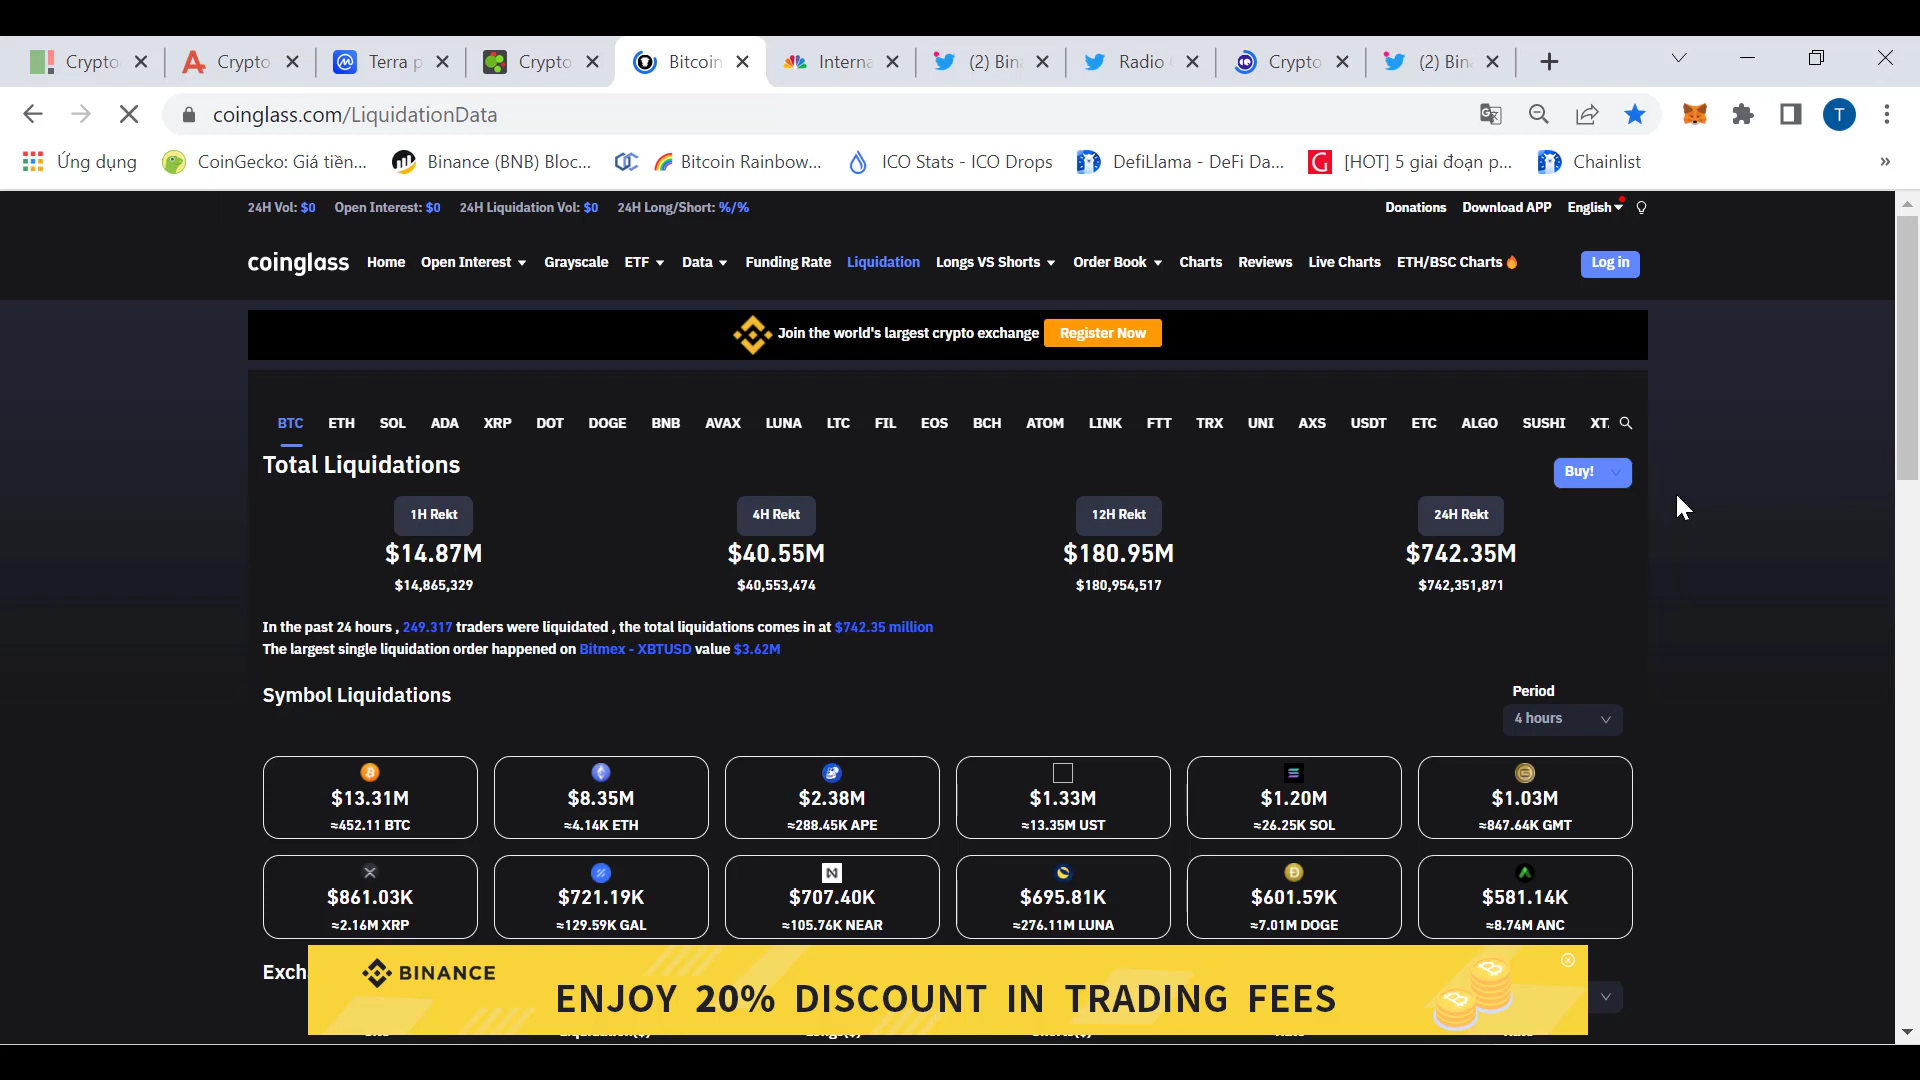 Crypto
Crypto
Terra p
Crypto
Bitcoin
Interna
(2) Bin
Radio
Crypto
(2) Bin
coinglass.com/LiquidationData
T
Ứng dụng
CoinGecko: Giá tiền...
Binance (BNB) Bloc...
Bitcoin Rainbow...
ICO Stats - ICO Drops
DefiLlama - DeFi Da...
[HOT] 5 giai đoạn p...
Chainlist
»
24H Vol: $0 Open Interest: $0 24H Liquidation Vol: $0 24H Long/Short: %/%
Donations Download APP English
coinglass Home Open Interest Grayscale ETF Data Funding Rate Liquidation Longs VS Shorts Order Book Charts Reviews Live Charts ETH/BSC Charts Log in
Join the world's largest crypto exchange Register Now
BTC ETH SOL ADA XRP DOT DOGE BNB AVAX LUNA LTC FIL EOS BCH ATOM LINK FTT TRX UNI AXS USDT ETC ALGO SUSHI XT
Total Liquidations
Buy!
1H Rekt 4H Rekt 12H Rekt 24H Rekt
$14.87M $40.55M $180.95M $742.35M
$14,865,329 $40,553,474 $180,954,517 $742,351,871
In the past 24 hours , 249.317 traders were liquidated , the total liquidations comes in at $742.35 million
The largest single liquidation order happened on Bitmex - XBTUSD value $3.62M
Symbol Liquidations
Period
4 hours
$13.31M $8.35M $2.38M $1.33M $1.20M $1.03M
≈452.11 BTC ≈4.14K ETH ≈288.45K APE ≈13.35M UST ≈26.25K SOL ≈847.64K GMT
$861.03K $721.19K $707.40K $695.81K $601.59K $581.14K
≈2.16M XRP ≈129.59K GAL ≈105.76K NEAR ≈276.11M LUNA ≈7.01M DOGE ≈8.74M ANC
Exch
BINANCE
ENJOY 20% DISCOUNT IN TRADING FEES